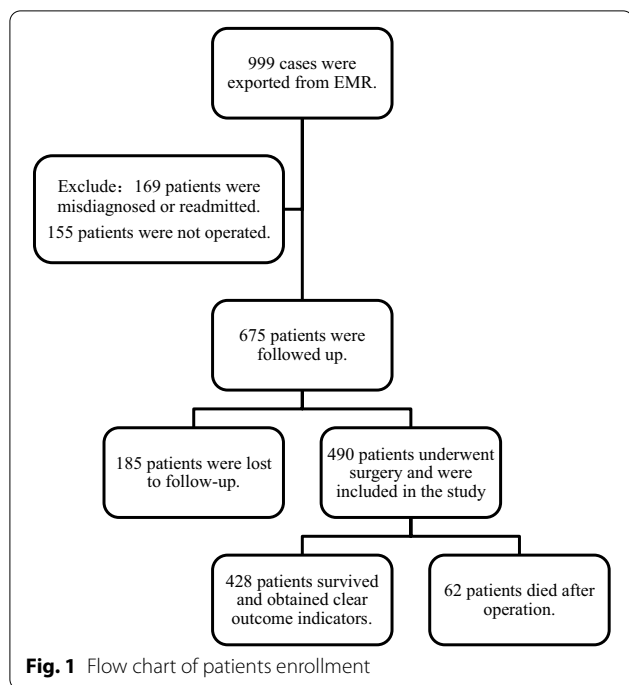 999 cases were
exported from EMR.
Exclude：169 patients were
misdiagnosed or readmitted.
155 patients were not operated.
675 patients were
followed up.
185 patients were lost
to follow-up.
490 patients underwent
surgery and were
included in the study
428 patients survived
and obtained clear
outcome indicators.
62 patients died after
operation.
Fig. 1 Flow chart of patients enrollment